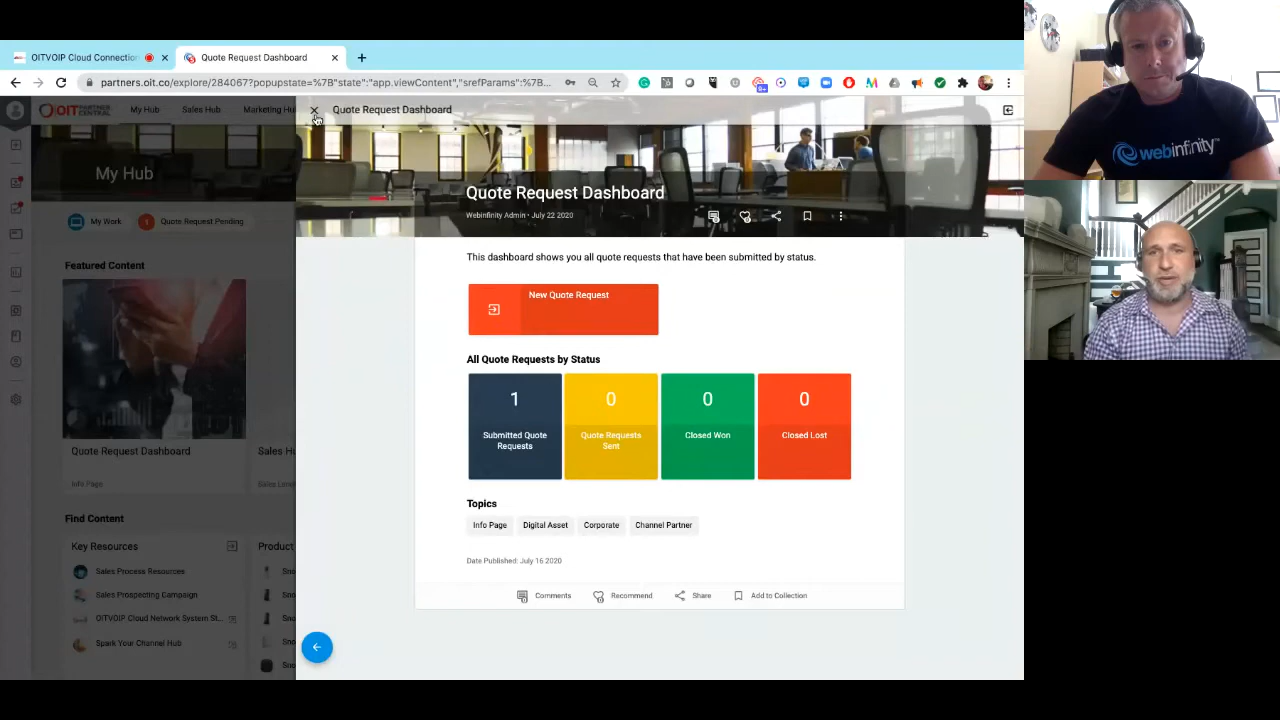 OITVOIP Cloud Connection
Quote Request Dashboard
partners.oit.co/explore/284067?popupstate=%7B"state":"app.viewContent","srefParams":%7B...
OIT PARTNER CENTRAL
My Hub
Sales Hub
Marketing Hub
Quote Request Dashboard
My Hub
Quote Request Dashboard
Webinfinity Admin • July 22 2020
My Work
1
Quote Request Pending
Featured Content
This dashboard shows you all quote requests that have been submitted by status.
New Quote Request
All Quote Requests by Status
1
0
0
0
Submitted Quote
Requests
Quote Requests
Sent
Closed Won
Closed Lost
Quote Request Dashboard
Info Page
Find Content
Topics
Info Page
Digital Asset
Corporate
Channel Partner
Key Resources
Product
Date Published: July 16 2020
Sales Process Resources
Sales Prospecting Campaign
OITVOIP Cloud Network System St...
Spark Your Channel Hub
Comments
Recommend
Share
Add to Collection
webinfinity